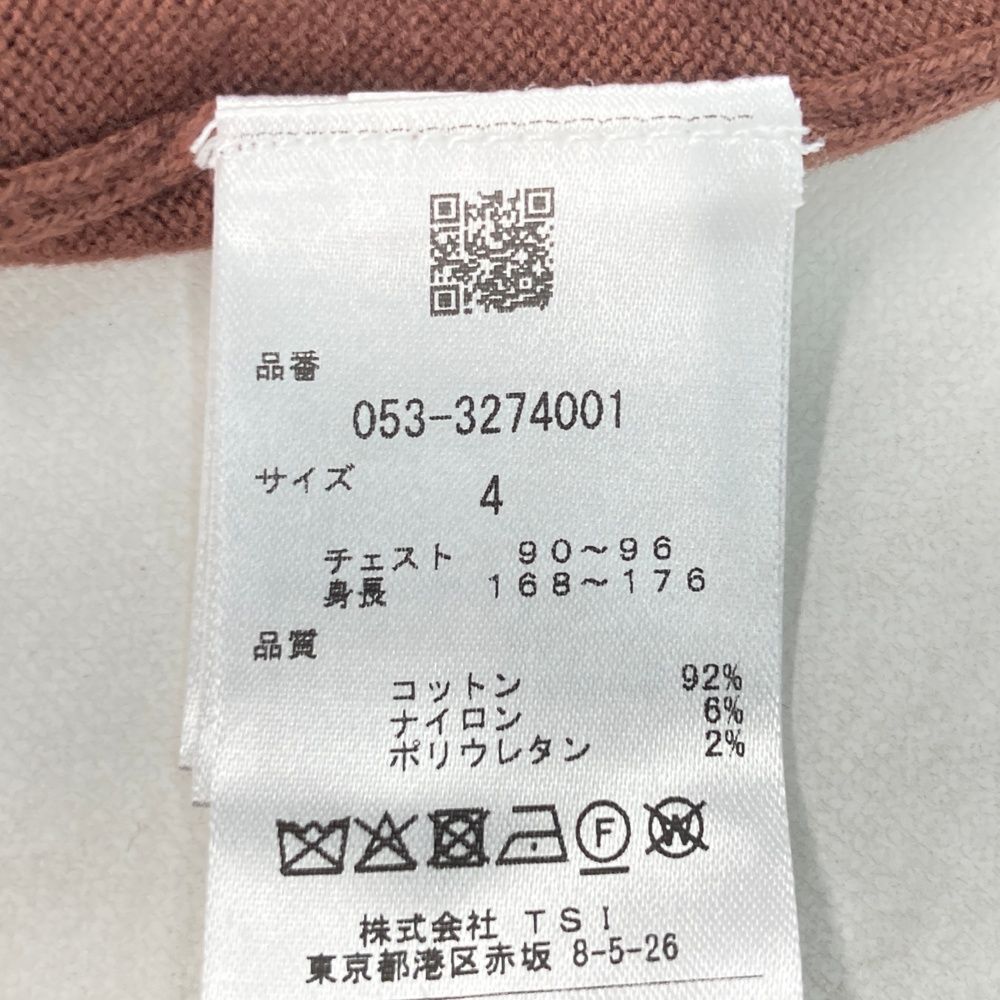 品番
053-3274001
サイズ 4
チェスト 90～96
身長 168～176
品質
コットン 92%
ナイロン 6%
ポリウレタン 2%
F W
株式会社 TSI
東京都港区赤坂 8-5-26